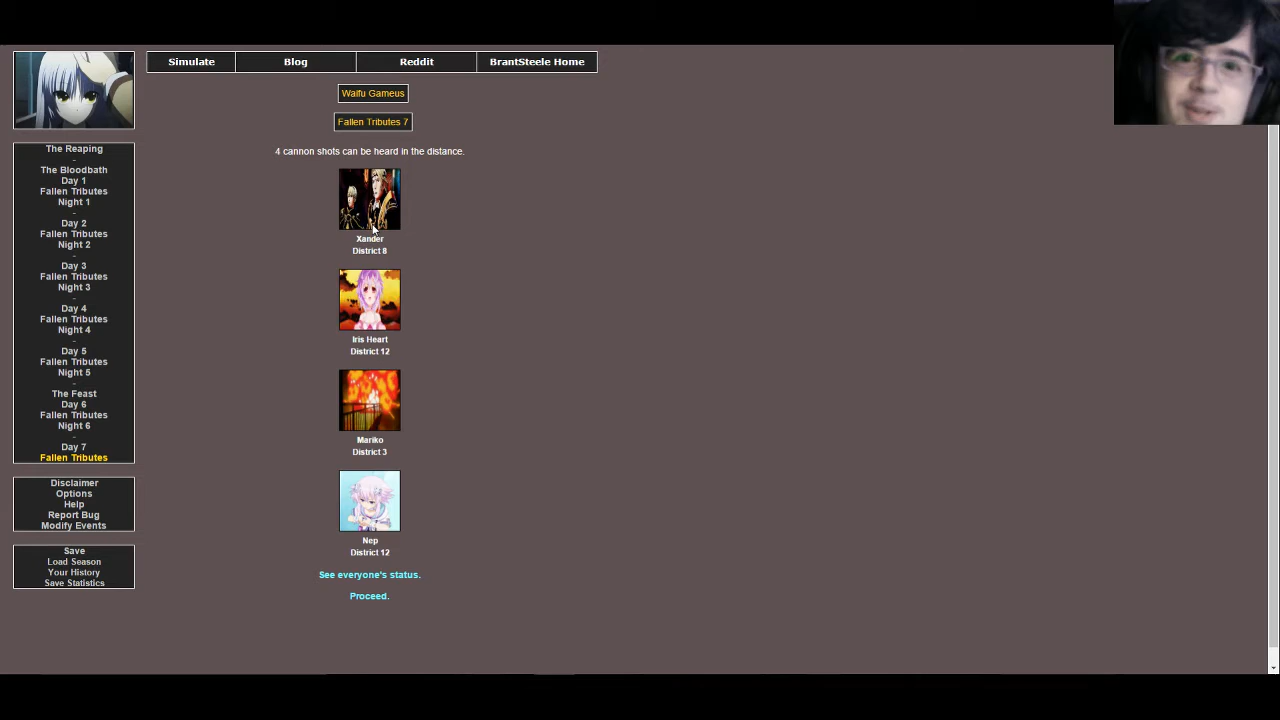 Simulate
Blog
Reddit
BrantSteele Home
Waifu Gameus
Fallen Tributes 7
4 cannon shots can be heard in the distance.
Xander
District 8
Iris Heart
District 12
Mariko
District 3
Nep
District 12
See everyone's status.
Proceed.
The Reaping
-
The Bloodbath
Day 1
Fallen Tributes
Night 1
-
Day 2
Fallen Tributes
Night 2
-
Day 3
Fallen Tributes
Night 3
-
Day 4
Fallen Tributes
Night 4
-
Day 5
Fallen Tributes
Night 5
-
The Feast
Day 6
Fallen Tributes
Night 6
-
Day 7
Fallen Tributes
Disclaimer
Options
Help
Report Bug
Modify Events
Save
Load Season
Your History
Save Statistics